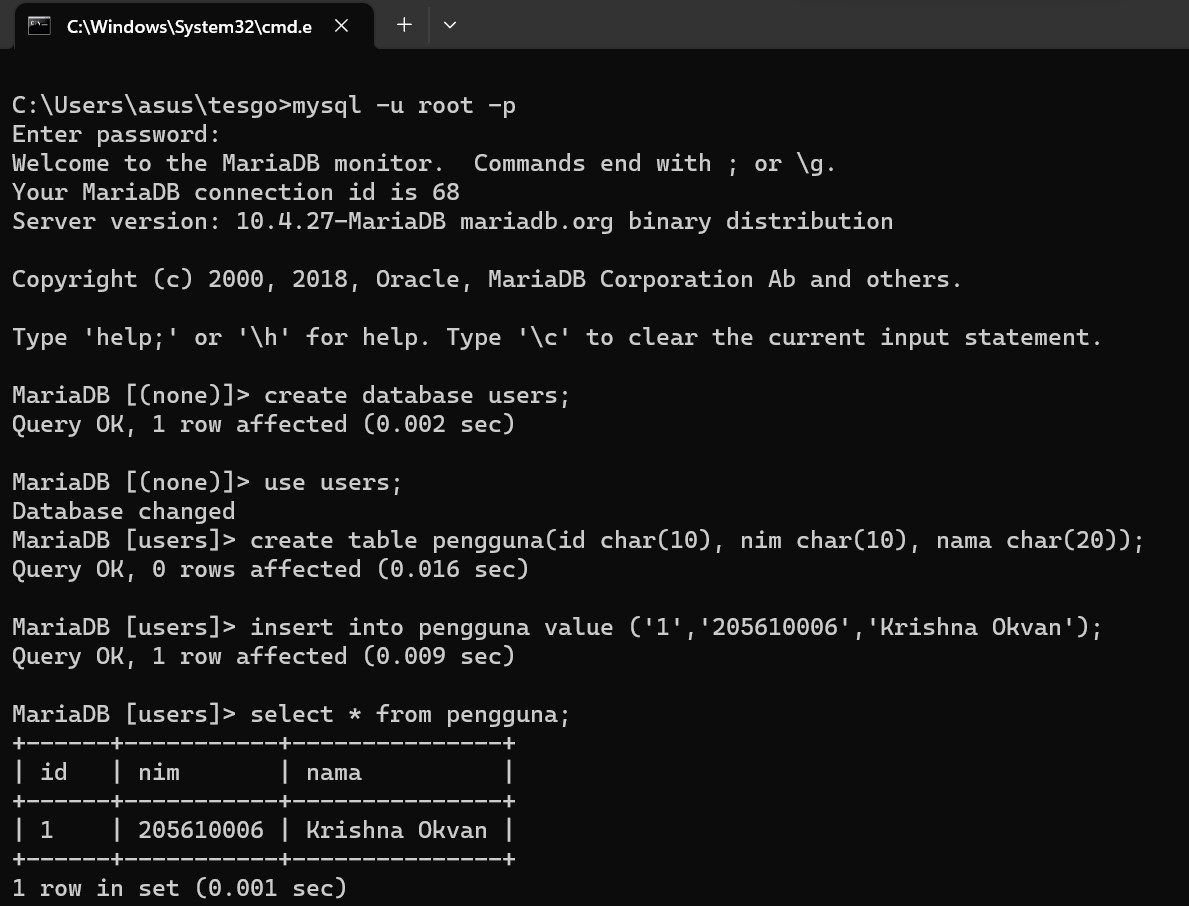 C:\Windows\System32\cmd.e
C:\Users\asus\tesgo>mysql -u root -p
Enter password:
Welcome to the MariaDB monitor.  Commands end with ; or \g.
Your MariaDB connection id is 68
Server version: 10.4.27-MariaDB mariadb.org binary distribution

Copyright (c) 2000, 2018, Oracle, MariaDB Corporation Ab and others.

Type 'help;' or '\h' for help. Type '\c' to clear the current input statement.

MariaDB [(none)]> create database users;
Query OK, 1 row affected (0.002 sec)

MariaDB [(none)]> use users;
Database changed
MariaDB [users]> create table pengguna(id char(10), nim char(10), nama char(20));
Query OK, 0 rows affected (0.016 sec)

MariaDB [users]> insert into pengguna value ('1','205610006','Krishna Okvan');
Query OK, 1 row affected (0.009 sec)

MariaDB [users]> select * from pengguna;
+------+-----------+---------------+
| id   | nim       | nama          |
+------+-----------+---------------+
| 1    | 205610006 | Krishna Okvan |
+------+-----------+---------------+
1 row in set (0.001 sec)